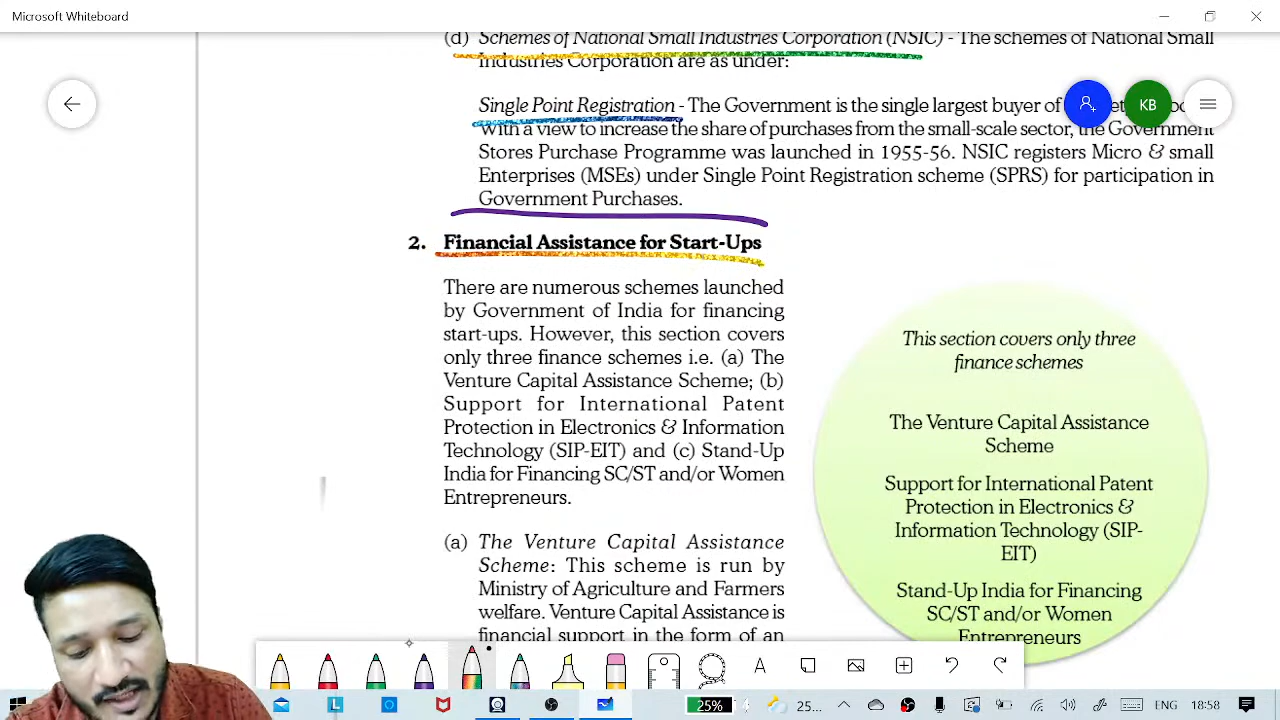 Microsoft Whiteboard
(d) Schemes of National Small Industries Corporation (NSIC) - The schemes of National Small
Industries Corporation are as under:
KB
Single Point Registration - The Government is the single largest buyer of
with a view to increase the share of purchases from the small-scale sector, the Government
Stores Purchase Programme was launched in 1955-56. NSIC registers Micro & small
Enterprises (MSEs) under Single Point Registration scheme (SPRS) for participation in
Government Purchases.
2. Financial Assistance for Start-Ups
There are numerous schemes launched
by Government of India for financing
start-ups. However, this section covers
only three finance schemes i.e. (a) The
Venture Capital Assistance Scheme; (b)
Support for International Patent
Protection in Electronics & Information
Technology (SIP-EIT) and (c) Stand-Up
India for Financing SC/ST and/or Women
Entrepreneurs.
(a) The Venture Capital Assistance
Scheme: This scheme is run by
Ministry of Agriculture and Farmers
welfare. Venture Capital Assistance is
financial support in the form of an
This section covers only three
finance schemes
The Venture Capital Assistance
Scheme
Support for International Patent
Protection in Electronics &
Information Technology (SIP-
EIT)
Stand-Up India for Financing
SC/ST and/or Women
Entrepreneurs
A
25% 25... ENG 18:58